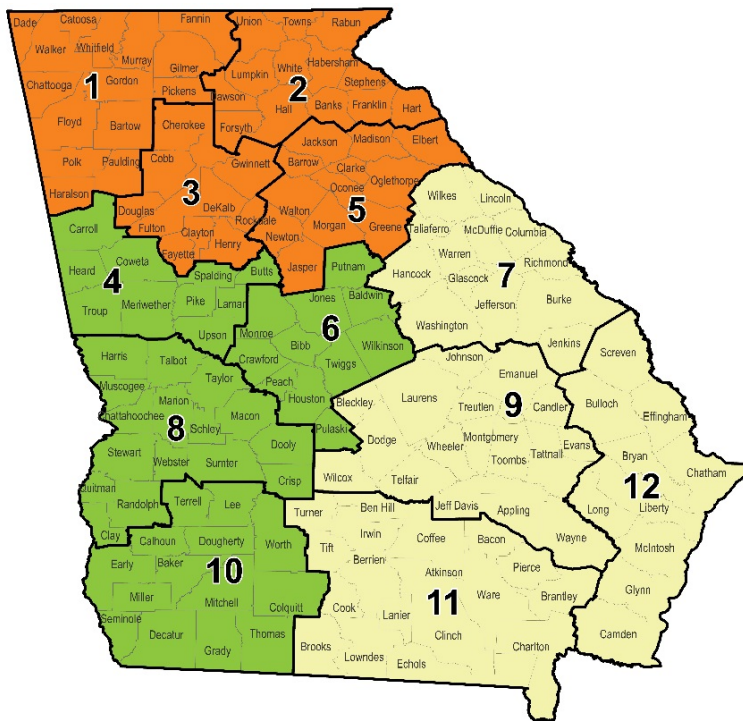 Dade
Catoosa
Fannin
Walker
Whitfield
Murray
Gilmer
Chattooga
Gordon
Pickens
1
Floyd
Bartow
Polk
Paulding
Haralson
Union
Towns
Rabun
Lumpkin
White
Habersham
Stephens
Dawson
2
Hall
Banks
Franklin
Hart
Forsyth
Cherokee
Cobb
Gwinnett
3
Douglas
DeKalb
Rockdale
Fulton
Clayton
Henry
Fayette
Jackson
Madison
Elbert
Barrow
Clarke
Oconee
Oglethorpe
Walton
5
Morgan
Greene
Newton
Jasper
Carroll
Heard
Coweta
4
Spalding
Butts
Troup
Meriwether
Pike
Lamar
Upson
Putnam
Jones
Baldwin
Monroe
6
Bibb
Wilkinson
Crawford
Twiggs
Peach
Houston
Pulaski
Wilkes
Lincoln
Taliaferro
McDuffie
Columbia
Warren
Richmond
Hancock
Glascock
7
Jefferson
Burke
Washington
Jenkins
Harris
Talbot
Muscogee
Taylor
Marion
Chattahoochee
Macon
8
Schley
Stewart
Dooly
Webster
Sumter
Crisp
Quitman
Randolph
Clay
Johnson
Emanuel
Bleckley
Laurens
Treutlen
9
Candler
Dodge
Wheeler
Montgomery
Toombs
Tattnall
Evans
Wilcox
Telfair
Jeff Davis
Appling
Wayne
Terrell
Lee
Calhoun
Dougherty
Worth
Early
Baker
10
Miller
Mitchell
Colquitt
Seminole
Decatur
Grady
Thomas
Turner
Ben Hill
Irwin
Coffee
Bacon
Tift
Berrien
Pierce
Atkinson
Cook
Lanier
11
Ware
Brantley
Clinch
Brooks
Lowndes
Echols
Charlton
Screven
Bulloch
Effingham
Bryan
Chatham
12
Long
Liberty
McIntosh
Glynn
Camden